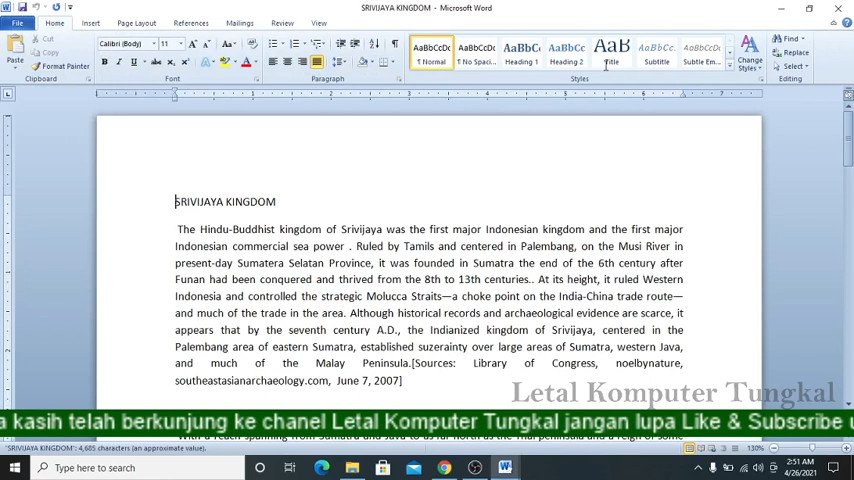 SRIVIJAYA KINGDOM - Microsoft Word
File Home Insert Page Layout References Mailings Review View
Cut
Copy
Format Painter
Paste
Clipboard
Calibri (Body) 11
Font
Paragraph
AaBbCcDc AaBbCcDc AaBbCc AaBbCc AaB AaBbCc. AaBbCcDc
¶ Normal ¶ No Spaci... Heading 1 Heading 2 Title Subtitle Subtle Em...
Styles
Change
Styles
Find
Replace
Select
Editing
1 2 3 4 5 6 7
SRIVIJAYA KINGDOM
The Hindu-Buddhist kingdom of Srivijaya was the first major Indonesian kingdom and the first major
Indonesian commercial sea power . Ruled by Tamils and centered in Palembang, on the Musi River in
present-day Sumatera Selatan Province, it was founded in Sumatra the end of the 6th century after
Funan had been conquered and thrived from the 8th to 13th centuries.. At its height, it ruled Western
Indonesia and controlled the strategic Molucca Straits—a choke point on the India-China trade route—
and much of the trade in the area. Although historical records and archaeological evidence are scarce, it
appears that by the seventh century A.D., the Indianized kingdom of Srivijaya, centered in the
Palembang area of eastern Sumatra, established suzerainty over large areas of Sumatra, western Java,
and much of the Malay Peninsula.[Sources: Library of Congress, noelbynature,
southeastasianarchaeology.com, June 7, 2007]
Letal Komputer Tungkal
a kasih telah berkunjung ke chanel Letal Komputer Tungkal jangan lupa Like & Subscribe u
"SRIVIJAYA KINGDOM": 4,685 characters (an approximate value).
130%
Type here to search
2:51 AM
4/26/2021